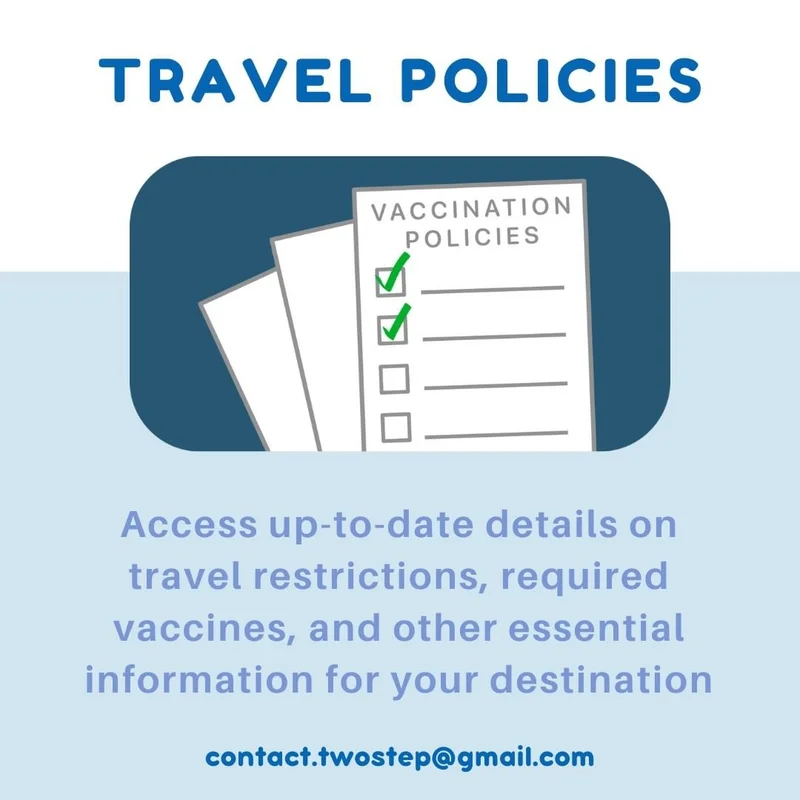 TRAVEL POLICIES
VACCINATION
POLICIES
Access up-to-date details on
travel restrictions, required
vaccines, and other essential
information for your destination
contact.twostep@gmail.com